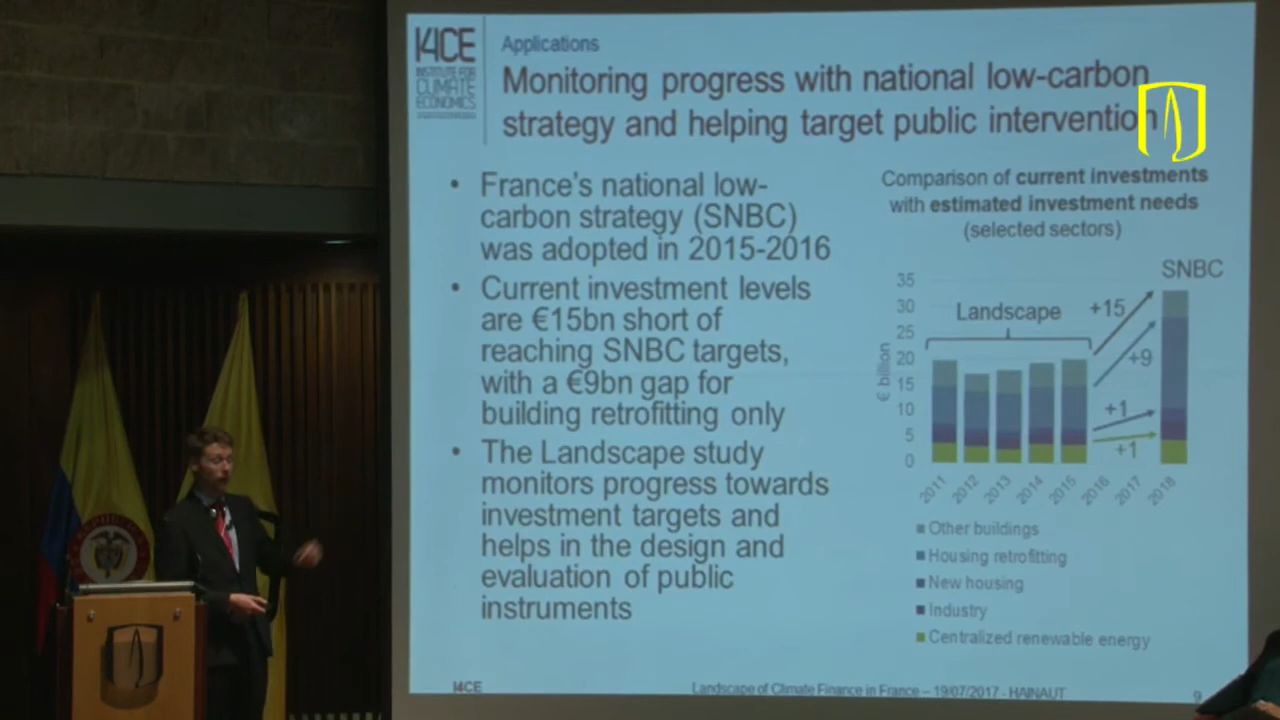 I4CE
INSTITUTE FOR
CLIMATE
ECONOMICS
Applications
Monitoring progress with national low-carbon
strategy and helping target public intervention
• France's national low-
carbon strategy (SNBC)
was adopted in 2015-2016
• Current investment levels
are €15bn short of
reaching SNBC targets,
with a €9bn gap for
building retrofitting only
• The Landscape study
monitors progress towards
investment targets and
helps in the design and
evaluation of public
instruments
Comparison of current investments
with estimated investment needs
(selected sectors)
SNBC
Landscape
+15
+9
+1
+1
€ billion
35
30
25
20
15
10
5
0
2011
2012
2013
2014
2015
2016
2017
2018
Other buildings
Housing retrofitting
New housing
Industry
Centralized renewable energy
I4CE
Landscape of Climate Finance in France – 19/07/2017 - HAINAUT
9